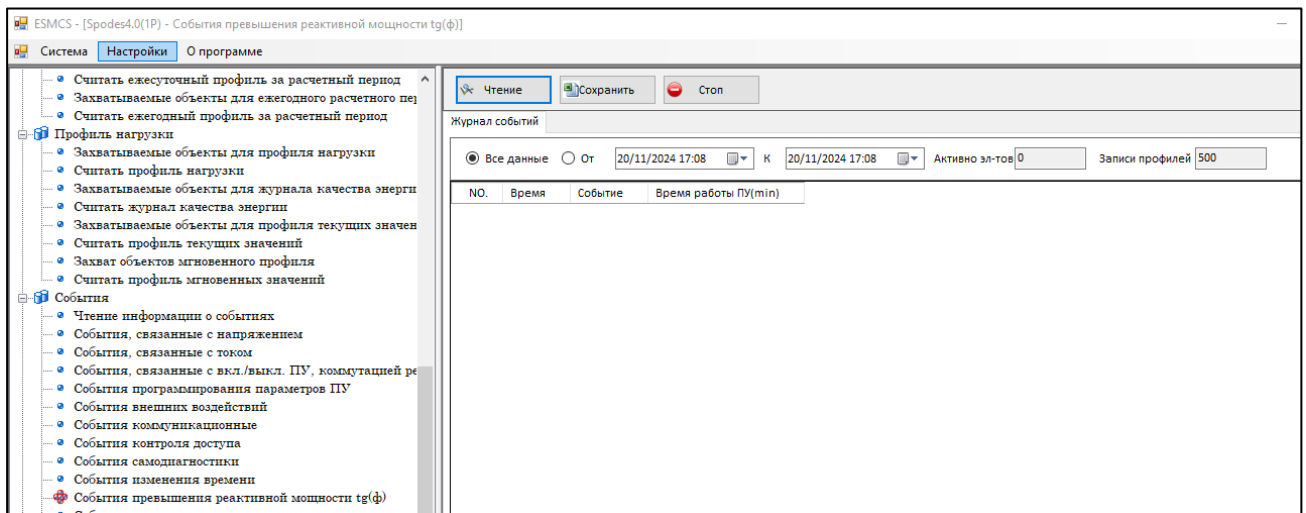 ESMCS - [Spodes4.0(1P) - События превышения реактивной мощности tg(ф)]
Система Настройки О программе
Считать ежесуточный профиль за расчетный период
Захватываемые объекты для ежегодного расчетного пер
Считать ежегодный профиль за расчетный период
Профиль нагрузки
Захватываемые объекты для профиля нагрузки
Считать профиль нагрузки
Захватываемые объекты для журнала качества энерги
Считать журнал качества энергии
Захватываемые объекты для профиля текущих значен
Считать профиль текущих значений
Захват объектов мгновенного профиля
Считать профиль мгновенных значений
События
Чтение информации о событиях
События, связанные с напряжением
События, связанные с током
События, связанные с вкл./выкл. ПУ, коммутацией ре
События программирования параметров ПУ
События внешних воздействий
События коммуникационные
События контроля доступа
События самодиагностики
События изменения времени
События превышения реактивной мощности tg(ф)
Чтение Сохранить Стоп
Журнал событий
Все данные От 20/11/2024 17:08 К 20/11/2024 17:08 Активно эл-тов 0 Записи профилей 500
NO. Время Событие Время работы ПУ(min)